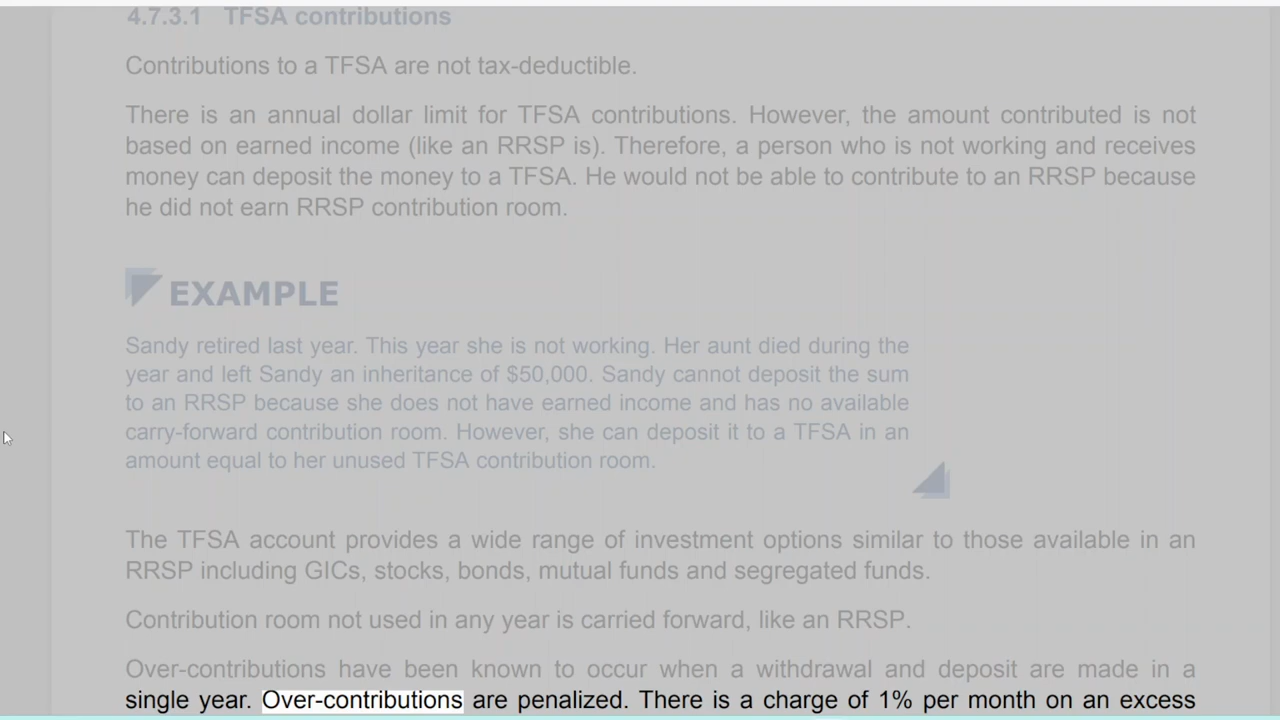 4.7.3.1 TFSA contributions
Contributions to a TFSA are not tax-deductible.
There is an annual dollar limit for TFSA contributions. However, the amount contributed is not
based on earned income (like an RRSP is). Therefore, a person who is not working and receives
money can deposit the money to a TFSA. He would not be able to contribute to an RRSP because
he did not earn RRSP contribution room.
EXAMPLE
Sandy retired last year. This year she is not working. Her aunt died during the
year and left Sandy an inheritance of $50,000. Sandy cannot deposit the sum
to an RRSP because she does not have earned income and has no available
carry-forward contribution room. However, she can deposit it to a TFSA in an
amount equal to her unused TFSA contribution room.
The TFSA account provides a wide range of investment options similar to those available in an
RRSP including GICs, stocks, bonds, mutual funds and segregated funds.
Contribution room not used in any year is carried forward, like an RRSP.
Over-contributions have been known to occur when a withdrawal and deposit are made in a
single year. Over-contributions are penalized. There is a charge of 1% per month on an excess